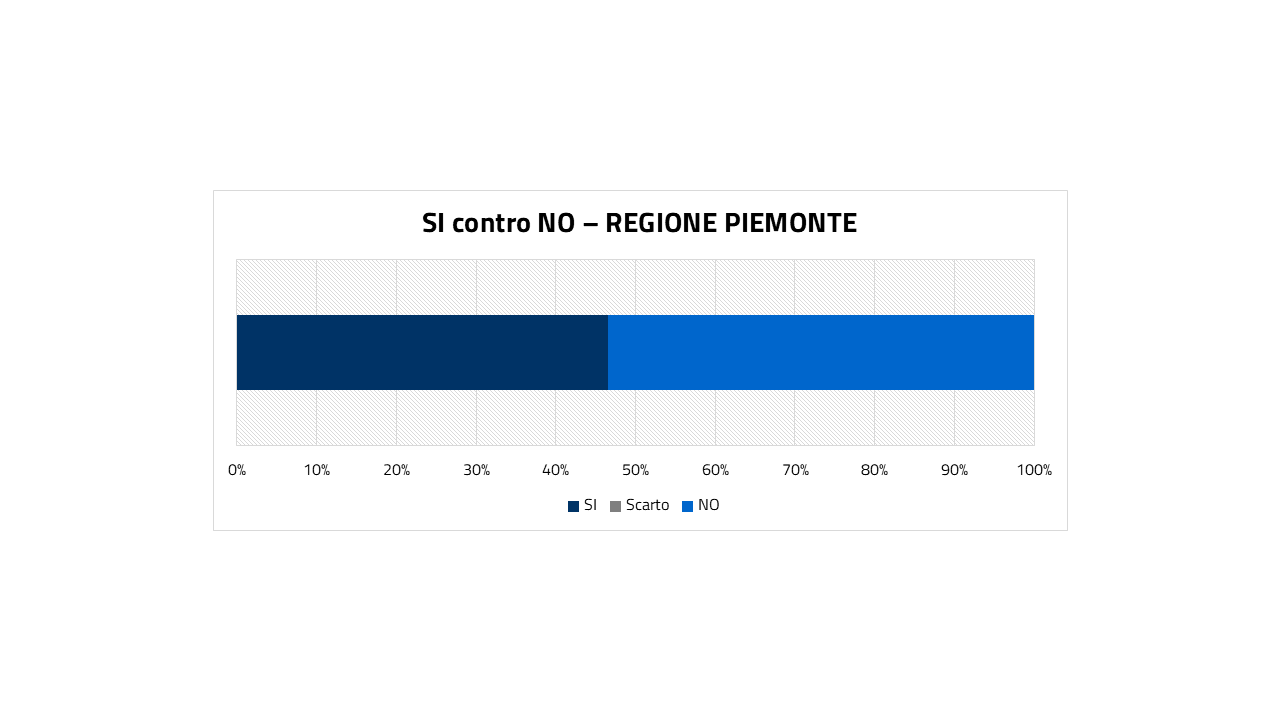 SI contro NO – REGIONE PIEMONTE
0% 10% 20% 30% 40% 50% 60% 70% 80% 90% 100%
SI Scarto NO